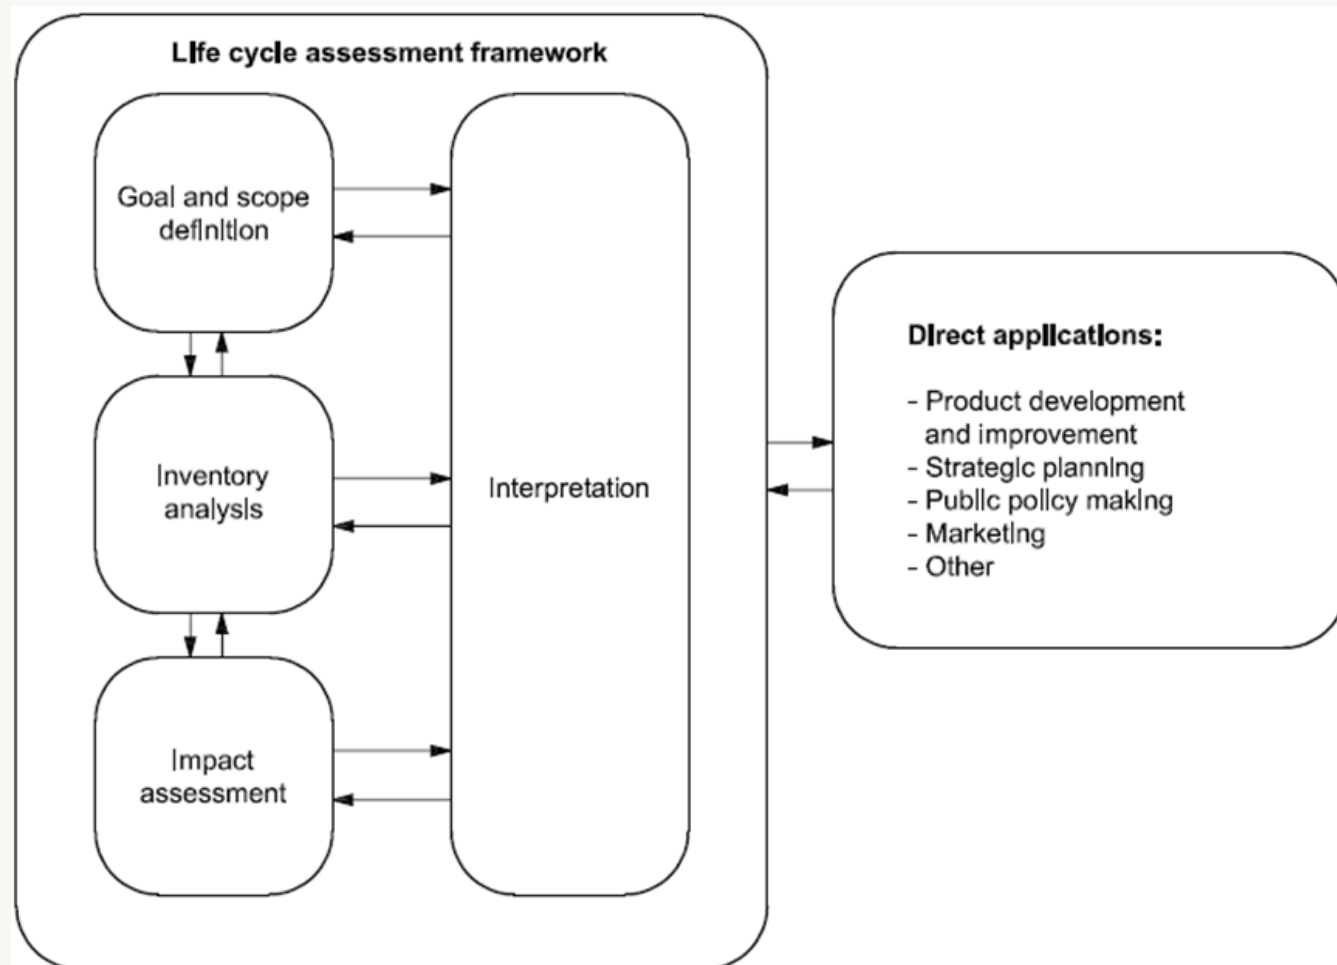 Life cycle assessment framework
Goal and scope
definition
Inventory
analysis
Impact
assessment
Interpretation
Direct applications:
- Product development
and improvement
- Strategic planning
- Public policy making
- Marketing
- Other